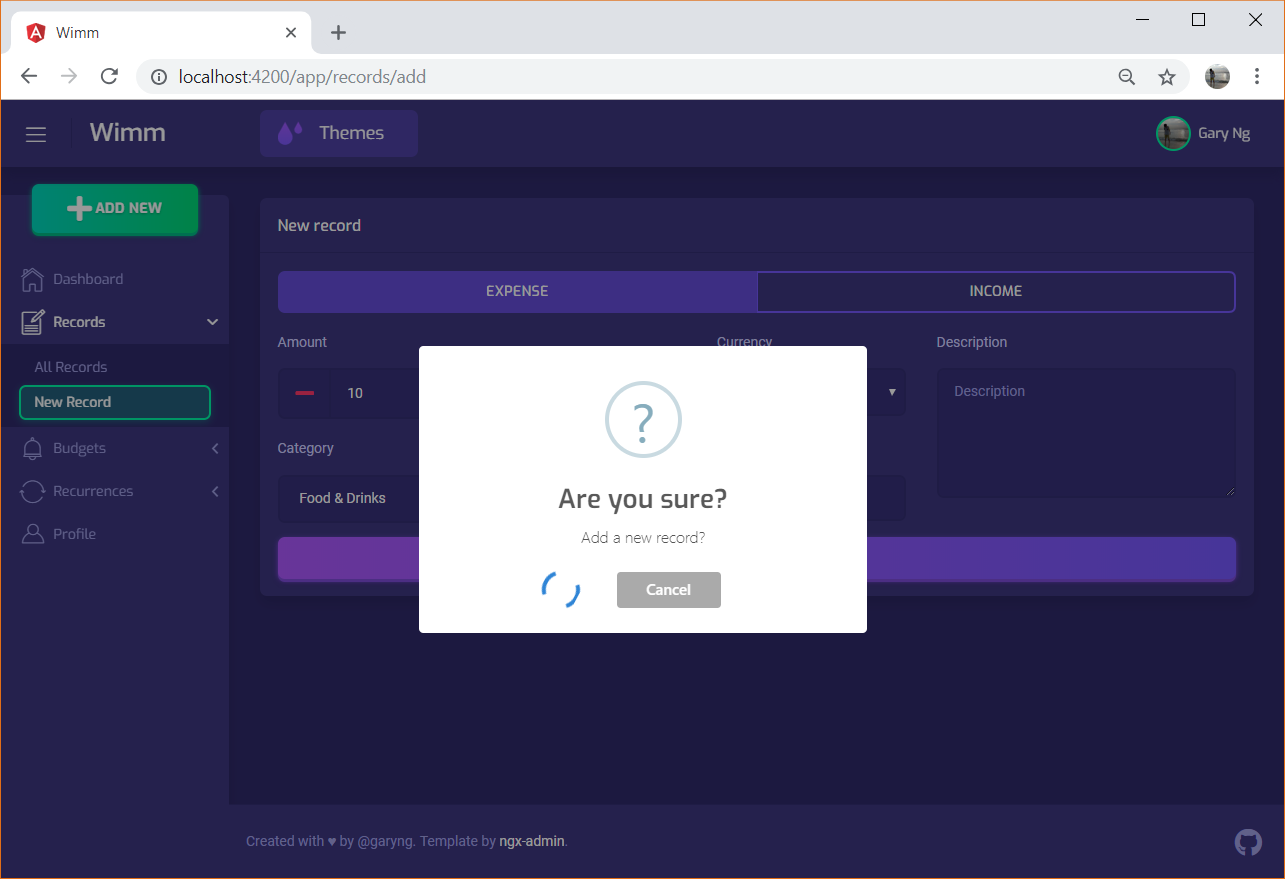 Wimm
localhost:4200/app/records/add
Wimm
Themes
Gary Ng
ADD NEW
New record
Dashboard
EXPENSE
INCOME
Records
Amount
Currency
Description
All Records
10
Description
New Record
?
Budgets
Category
Recurrences
Food & Drinks
Are you sure?
Profile
Add a new record?
Cancel
Created with ♥ by @garyng. Template by ngx-admin.